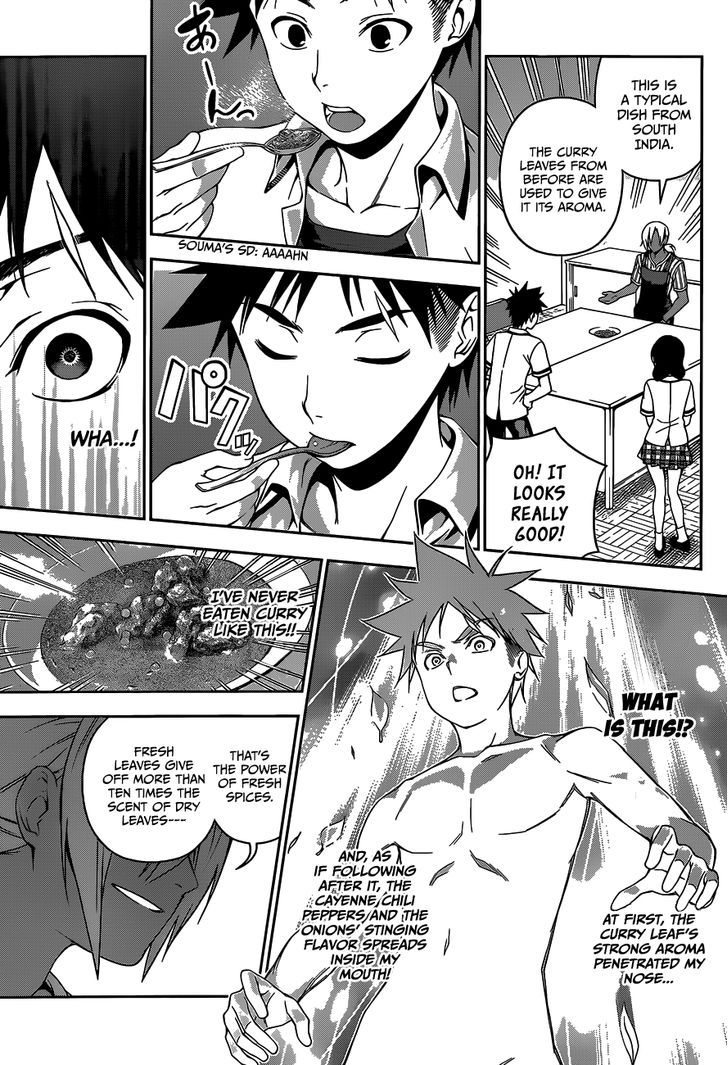 THIS IS
A TYPICAL
DISH FROM
SOUTH
INDIA.
THE CURRY
LEAVES FROM
BEFORE ARE
USED TO GIVE
IT ITS AROMA.
OH! IT
LOOKS
REALLY
GOOD!
あーんっ
SOUMA'S SD: AAAAHN
パクッ
WHA...!
WHAT
IS THIS!?
AT FIRST, THE
CURRY LEAF'S
STRONG AROMA
PENETRATED MY
NOSE...
AND, AS
IF FOLLOWING
AFTER IT, THE
CAYENNE CHILI
PEPPERS AND THE
ONIONS' STINGING
FLAVOR SPREADS
INSIDE MY
MOUTH!
I'VE NEVER
EATEN CURRY
LIKE THIS!!
THAT'S
THE POWER
OF FRESH
SPICES.
FRESH
LEAVES GIVE
OFF MORE THAN
TEN TIMES THE
SCENT OF DRY
LEAVES---